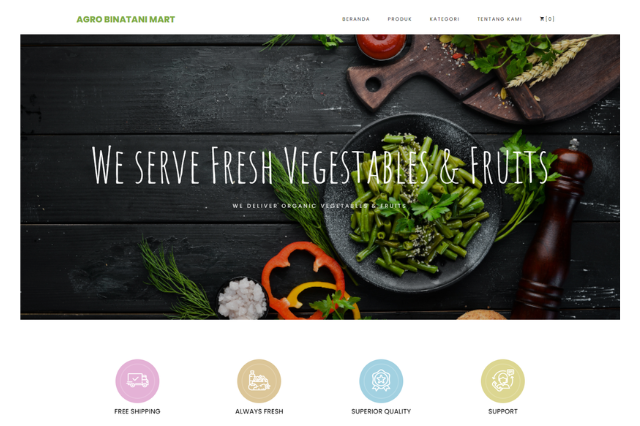 AGRO BINATANI MART
BERANDA PRODUK KATEGORI TENTANG KAMI [0]
We serve Fresh Vegestables & Fruits
WE DELIVER ORGANIC VEGETABLES & FRUITS
FREE SHIPPING ALWAYS FRESH SUPERIOR QUALITY SUPPORT